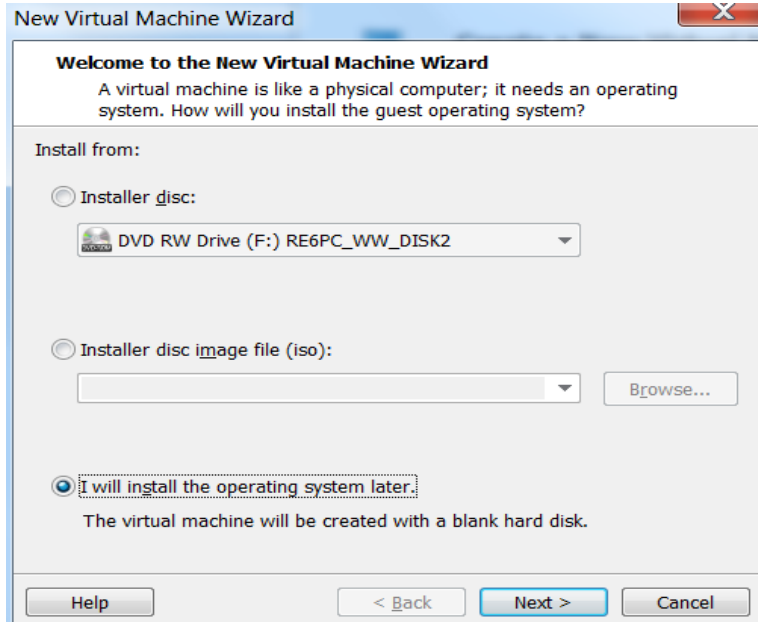 New Virtual Machine Wizard
Welcome to the New Virtual Machine Wizard
A virtual machine is like a physical computer; it needs an operating
system. How will you install the guest operating system?
Install from:
Installer disc:
DVD RW Drive (F:) RE6PC_WW_DISK2
Installer disc image file (iso):
Browse...
I will install the operating system later.
The virtual machine will be created with a blank hard disk.
Help
< Back
Next >
Cancel